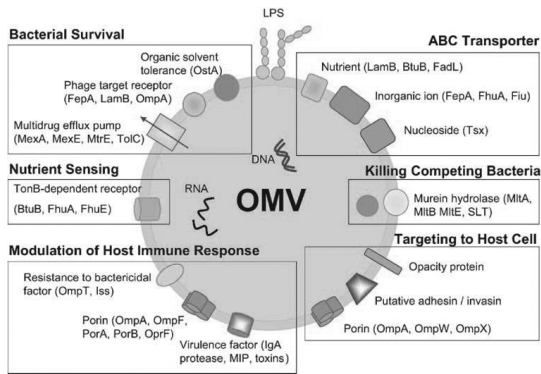 LPS
Bacterial Survival
Organic solvent
tolerance (OstA)
Phage target receptor
(FepA, LamB, OmpA)
Multidrug efflux pump
(MexA, MexE, MtrE, TolC)
ABC Transporter
Nutrient (LamB, BtuB, FadL)
Inorganic ion (FepA, FhuA, Fiu)
Nucleoside (Tsx)
DNA
RNA
OMV
Nutrient Sensing
TonB-dependent receptor
(BtuB, FhuA, FhuE)
Killing Competing Bacteria
Murein hydrolase (MltA,
MltB MltE, SLT)
Modulation of Host Immune Response
Resistance to bactericidal
factor (OmpT, Iss)
Porin (OmpA, OmpF,
PorA, PorB, OprF)
Virulence factor (IgA
protease, MIP, toxins)
Targeting to Host Cell
Opacity protein
Putative adhesin / invasin
Porin (OmpA, OmpW, OmpX)